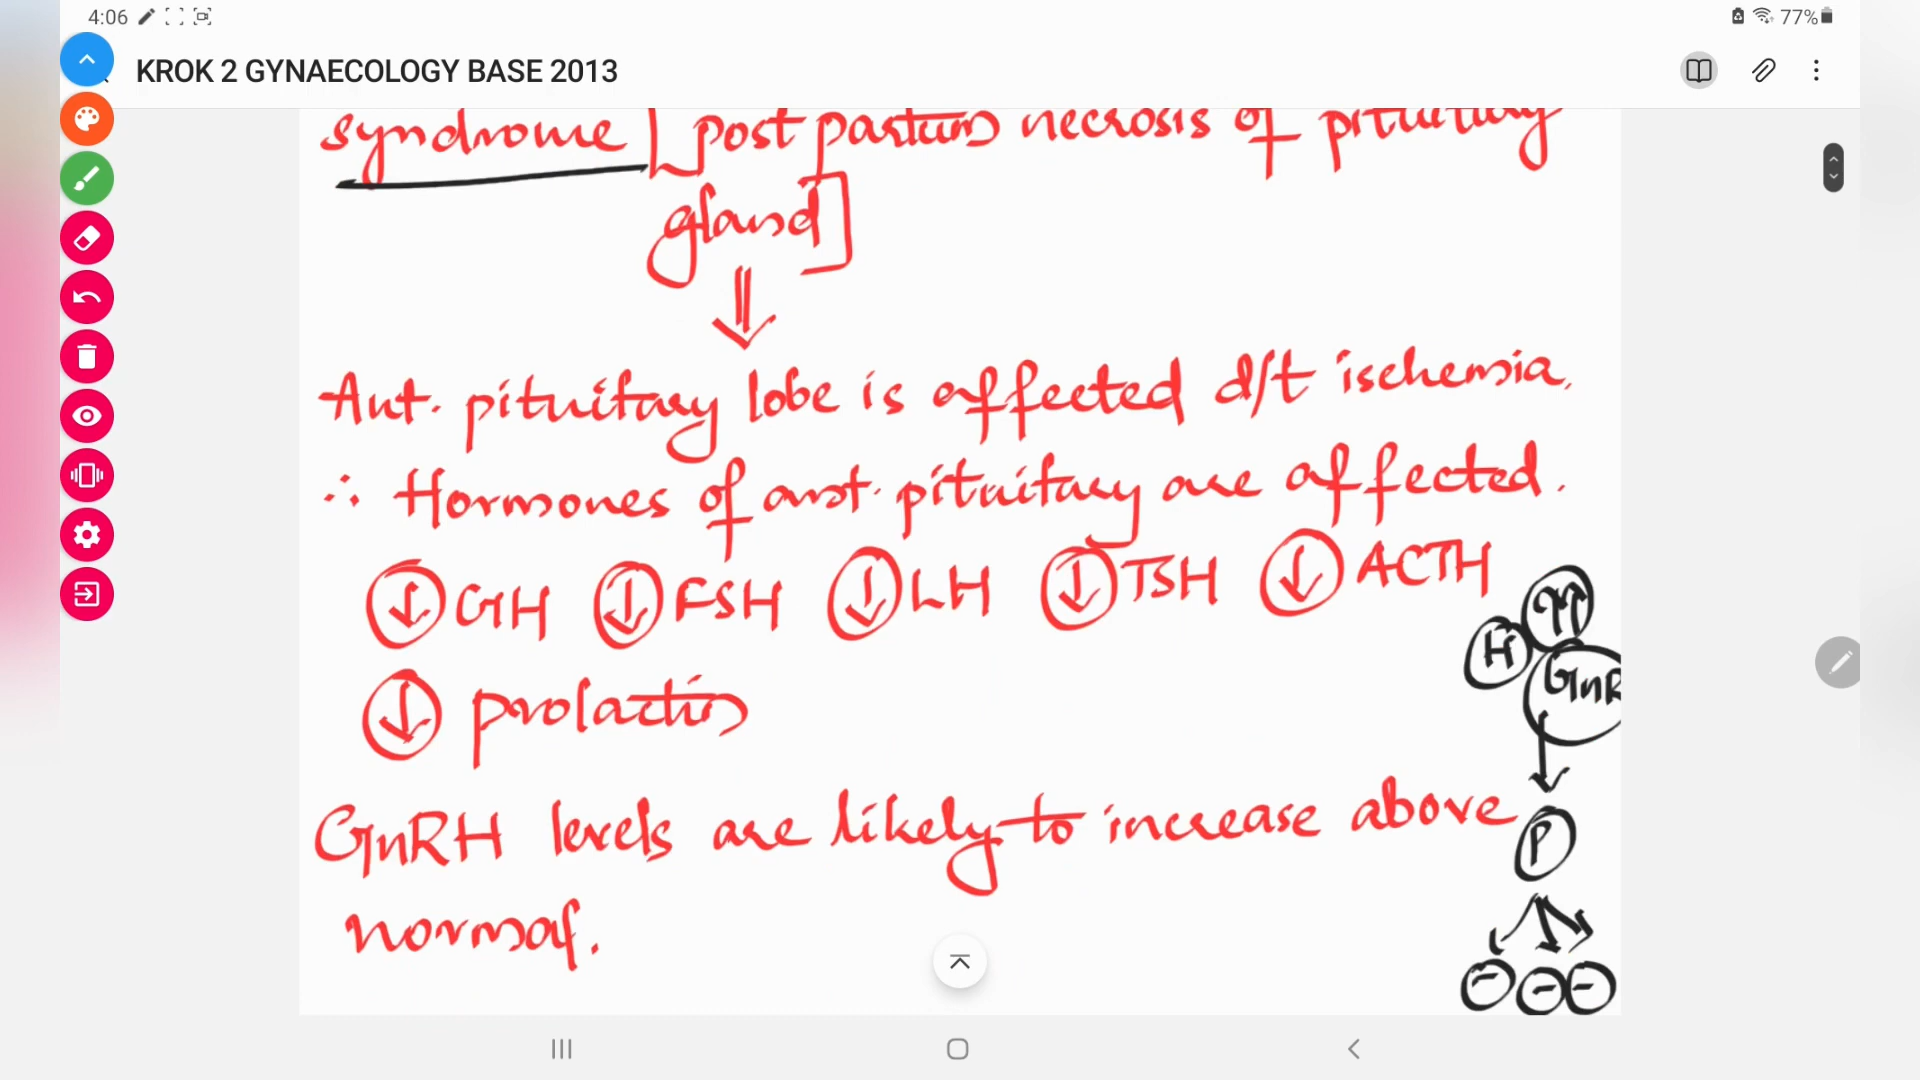 4:06 77%
KROK 2 GYNAECOLOGY BASE 2013
syndrome [post partum necrosis of pituitary
gland]
⇓
Ant. pituitary lobe is affected d/t ischemia.
∴ Hormones of ant. pituitary are affected.
↓ GH ↓ FSH ↓ LH ↓ TSH ↓ ACTH
↑↑
H
GnR
↓ prolactin
GnRH levels are likely to increase above
P
normal.
- - -